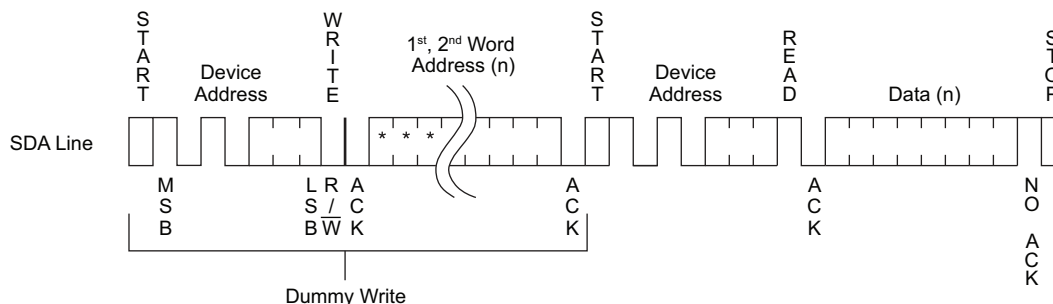 START
Device
Address
WRITE
1st, 2nd Word
Address (n)
START
Device
Address
READ
Data (n)
STOP
SDA Line
* * *
MSB
LSB
R/W
ACK
ACK
ACK
NO ACK
Dummy Write